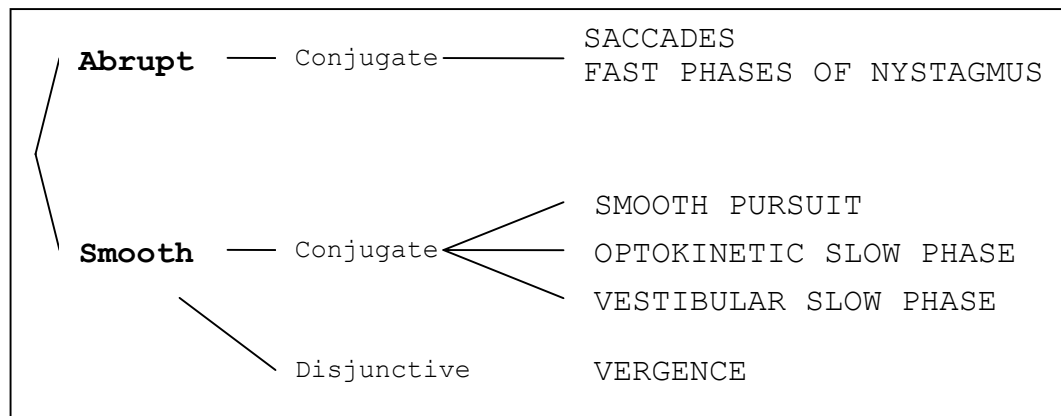 SACCADES
Abrupt Conjugate
FAST PHASES OF NYSTAGMUS
SMOOTH PURSUIT
Smooth Conjugate OPTOKINETIC SLOW PHASE
VESTIBULAR SLOW PHASE
Disjunctive VERGENCE